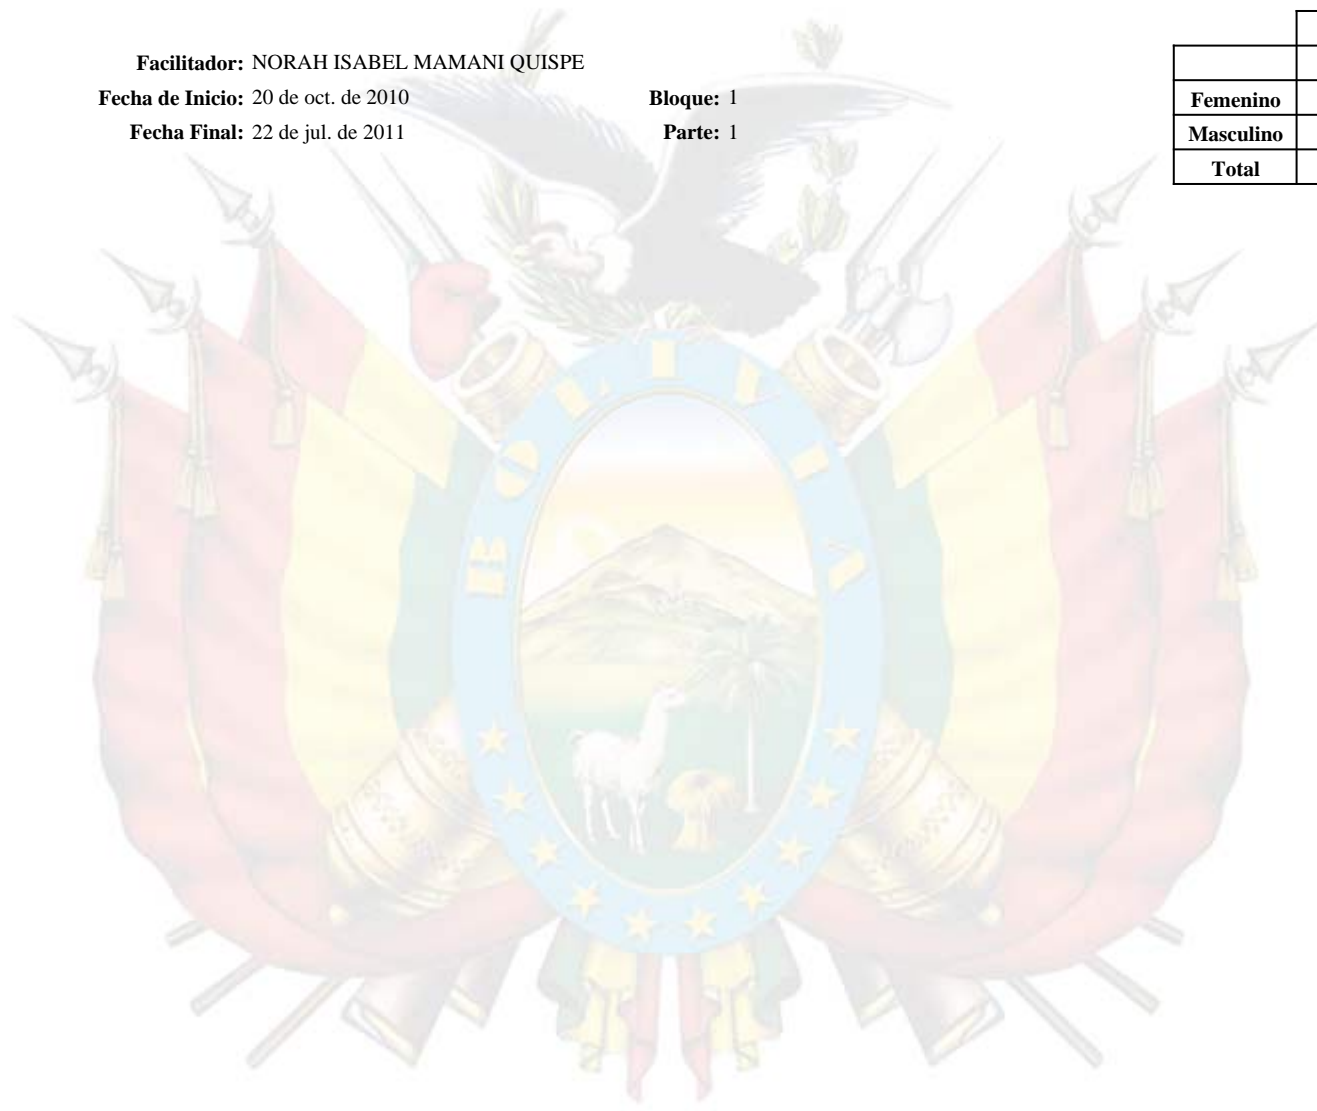 Facilitador: NORAH ISABEL MAMANI QUISPE
Fecha de Inicio: 20 de oct. de 2010 Bloque: 1
Fecha Final: 22 de jul. de 2011 Parte: 1
Femenino
Masculino
Total
BOLIVIA